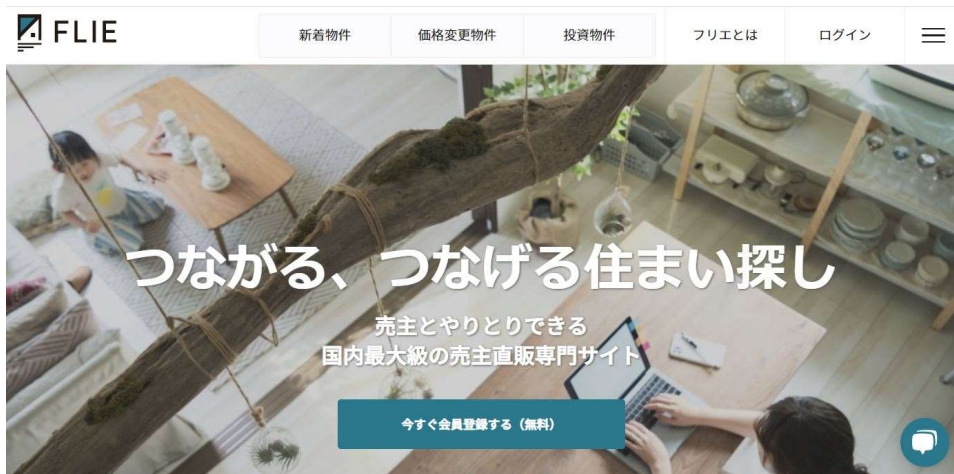 FLIE
新着物件
価格変更物件
投資物件
フリエとは
ログイン
つながる、つなげる住まい探し
売主とやりとりできる
国内最大級の売主直販専門サイト
今すぐ会員登録する（無料）